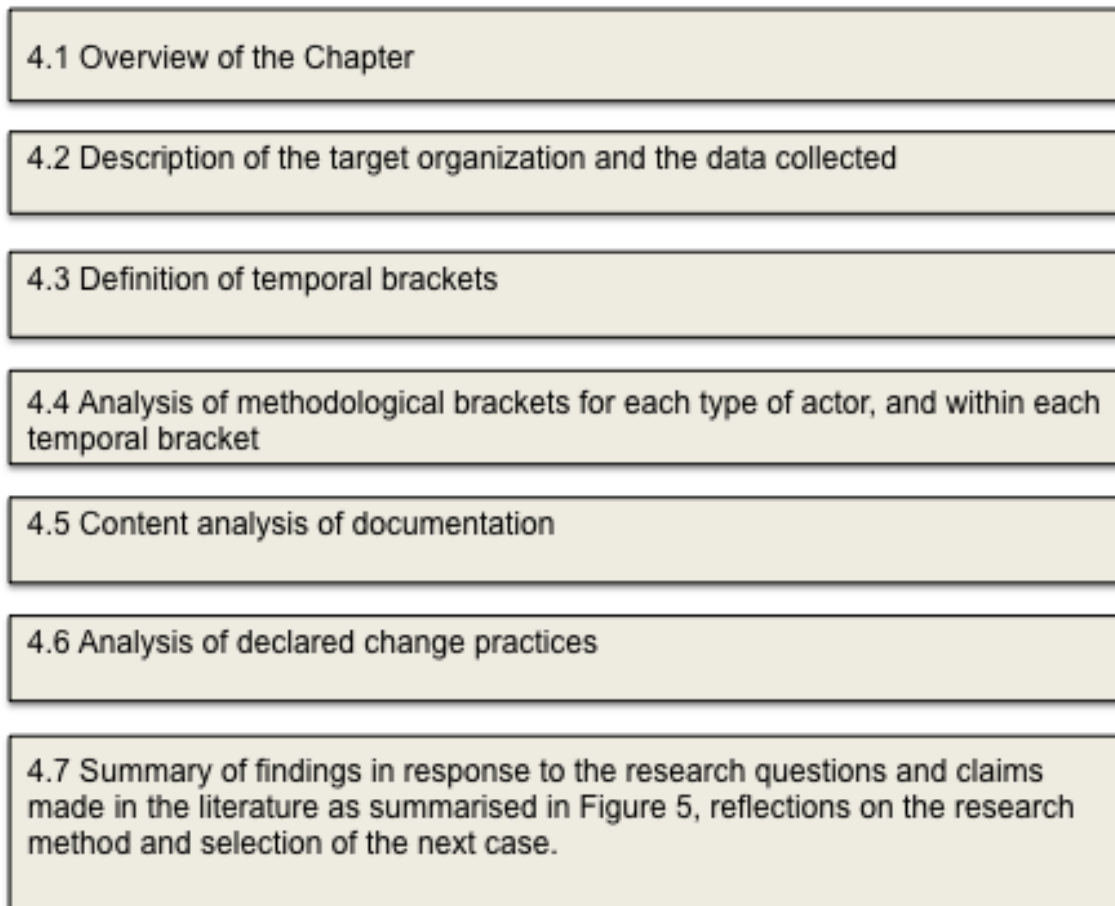 4.1 Overview of the Chapter
4.2 Description of the target organization and the data collected
4.3 Definition of temporal brackets
4.4 Analysis of methodological brackets for each type of actor, and within each
temporal bracket
4.5 Content analysis of documentation
4.6 Analysis of declared change practices
4.7 Summary of findings in response to the research questions and claims
made in the literature as summarised in Figure 5, reflections on the research
method and selection of the next case.